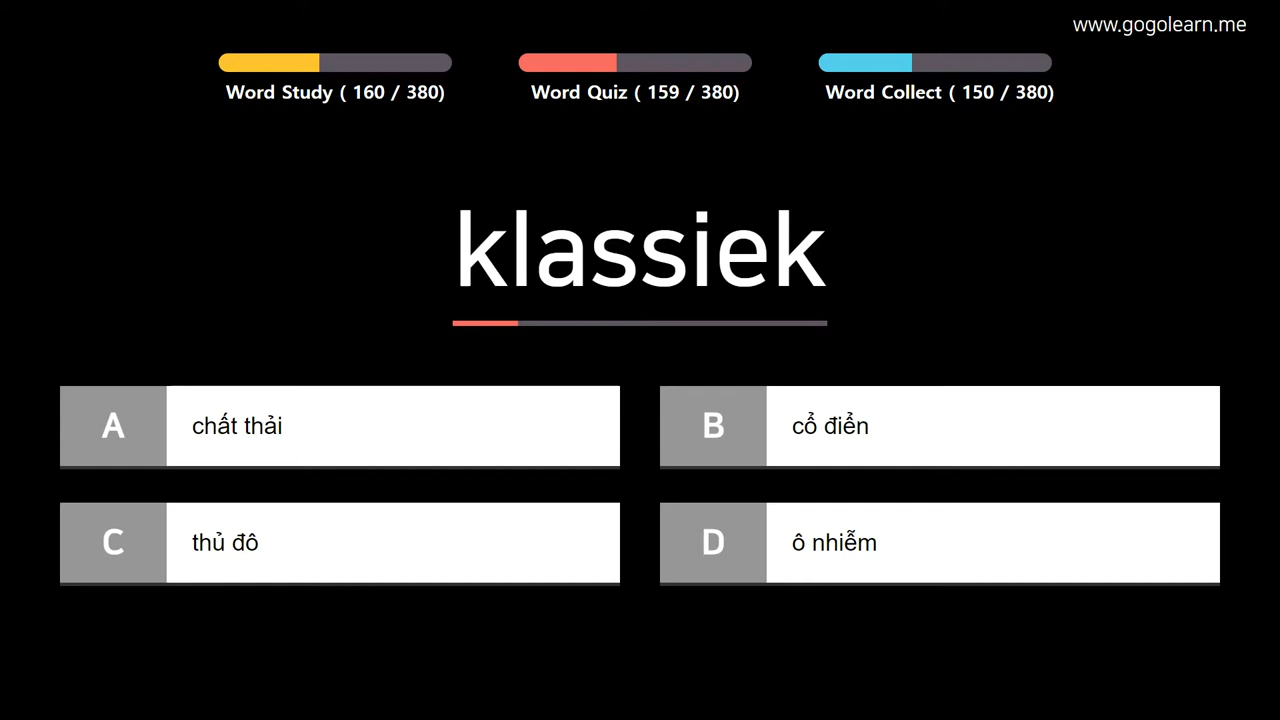 www.gogolearn.me
Word Study ( 160 / 380)
Word Quiz ( 159 / 380)
Word Collect ( 150 / 380)
klassiek
A chất thải
B cổ điển
C thủ đô
D ô nhiễm